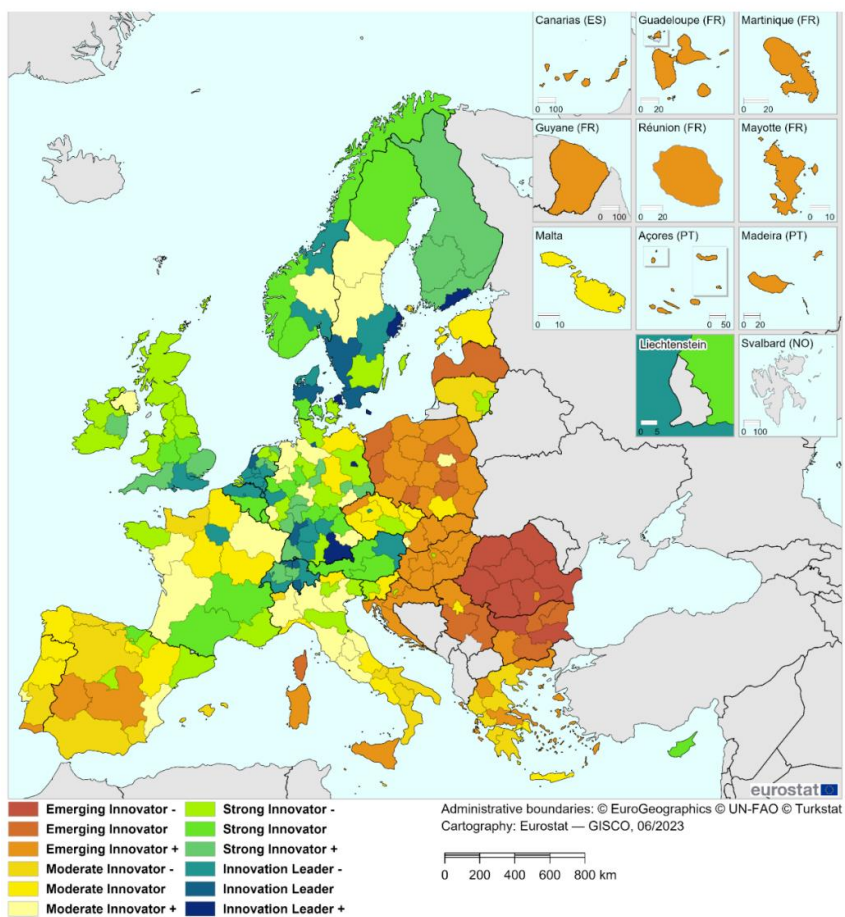 Canarias (ES)
0 100
Guadeloupe (FR)
0 20
Martinique (FR)
0 20
Guyane (FR)
0 100
Réunion (FR)
0 20
Mayotte (FR)
0 10
Malta
0 10
Açores (PT)
0 50
Madeira (PT)
0 20
Liechtenstein
0 5
Svalbard (NO)
0 100
eurostat
Emerging Innovator -
Emerging Innovator
Emerging Innovator +
Moderate Innovator -
Moderate Innovator
Moderate Innovator +
Strong Innovator -
Strong Innovator
Strong Innovator +
Innovation Leader -
Innovation Leader
Innovation Leader +
Administrative boundaries: © EuroGeographics © UN-FAO © Turkstat
Cartography: Eurostat — GISCO, 06/2023
0 200 400 600 800 km